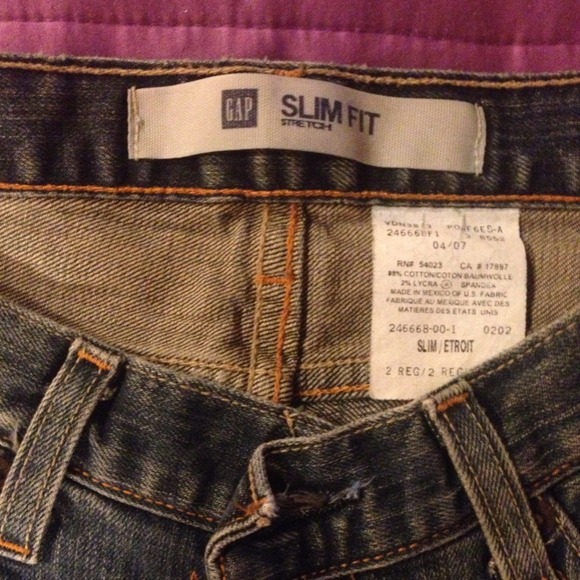 GAP
SLIM FIT
STRETCH
246668F1
04/07
RN# 54023 CA # 17897
98% COTTON/COTON BAUMWOLLE
2% LYCRA SPANDEX
MADE IN MEXICO OF U.S. FABRIC
FABRIQUÉ AU MEXIQUE AVEC DES
MATIERES DES ETATS UNIS
246668-00-1 0202
SLIM/ETROIT
2 REG/2 REG